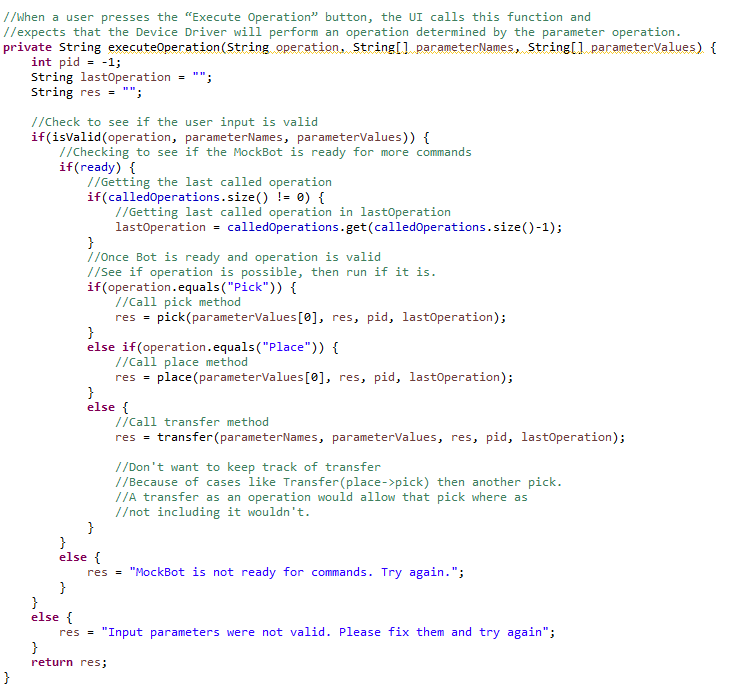 //When a user presses the “Execute Operation” button, the UI calls this function and
//expects that the Device Driver will perform an operation determined by the parameter operation.
private String executeOperation(String operation, String[] parameterNames, String[] parameterValues) {
    int pid = -1;
    String lastOperation = "";
    String res = "";

    //Check to see if the user input is valid
    if(isValid(operation, parameterNames, parameterValues)) {
        //Checking to see if the MockBot is ready for more commands
        if(ready) {
            //Getting the last called operation
            if(calledOperations.size() != 0) {
                //Getting last called operation in lastOperation
                lastOperation = calledOperations.get(calledOperations.size()-1);
            }
            //Once Bot is ready and operation is valid
            //See if operation is possible, then run if it is.
            if(operation.equals("Pick")) {
                //Call pick method
                res = pick(parameterValues[0], res, pid, lastOperation);
            }
            else if(operation.equals("Place")) {
                //Call place method
                res = place(parameterValues[0], res, pid, lastOperation);
            }
            else {
                //Call transfer method
                res = transfer(parameterNames, parameterValues, res, pid, lastOperation);

                //Don't want to keep track of transfer
                //Because of cases like Transfer(place->pick) then another pick.
                //A transfer as an operation would allow that pick where as
                //not including it wouldn't.
            }
        }
        else {
            res = "MockBot is not ready for commands. Try again.";
        }
    }
    else {
        res = "Input parameters were not valid. Please fix them and try again";
    }
    return res;
}